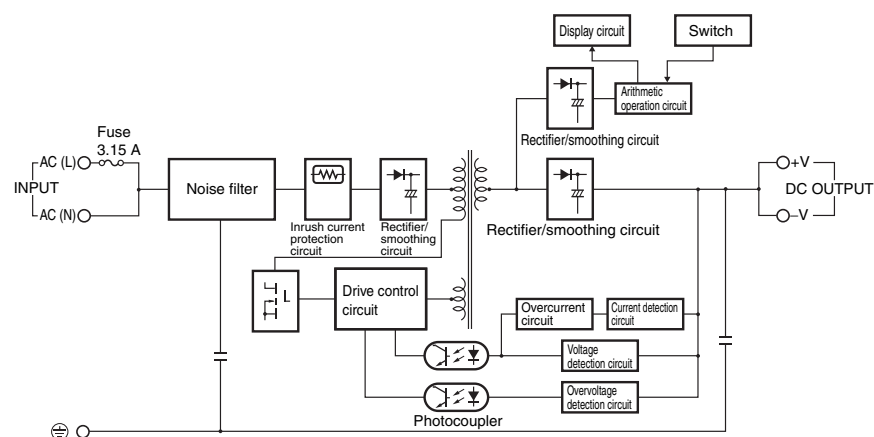 Display circuit
Switch
Arithmetic
operation circuit
Rectifier/smoothing circuit
Fuse
3.15 A
AC (L)
INPUT
AC (N)
Noise filter
Inrush current
protection
circuit
Rectifier/
smoothing
circuit
Rectifier/smoothing circuit
+V
DC OUTPUT
–V
Drive control
circuit
Overcurrent
circuit
Current detection
circuit
Voltage
detection circuit
Overvoltage
detection circuit
Photocoupler